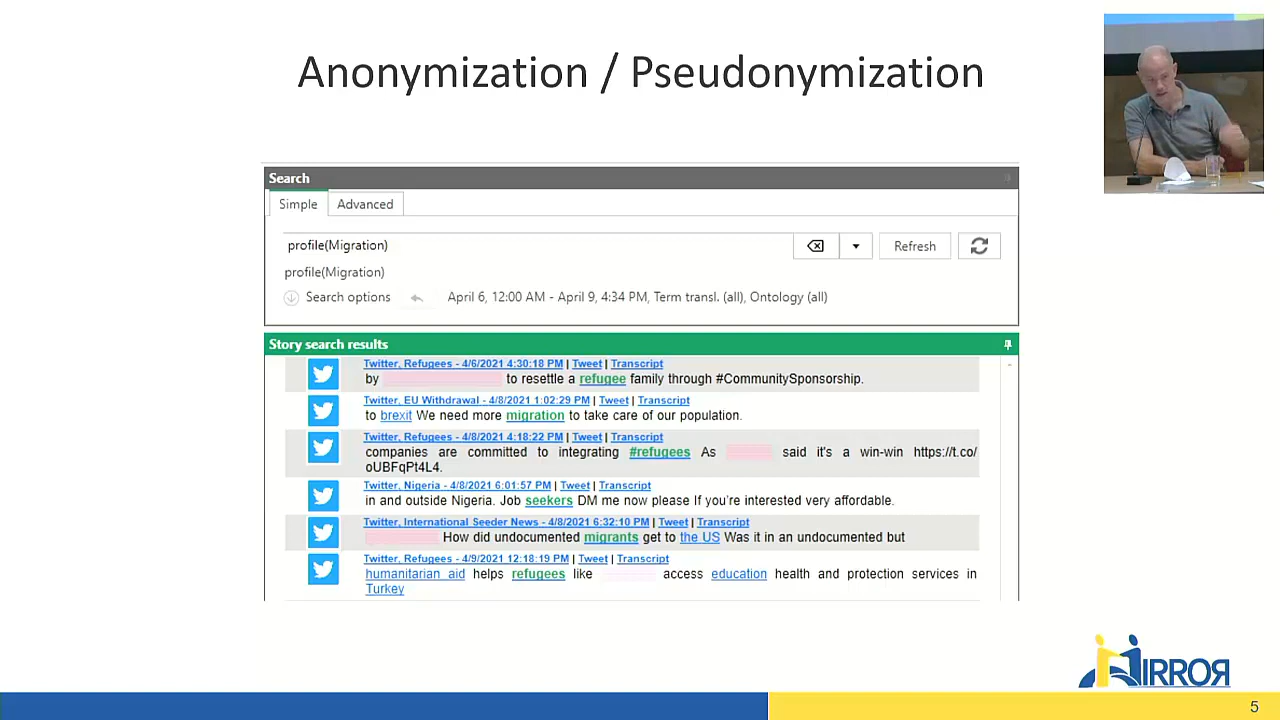 Anonymization / Pseudonymization
Search
Simple Advanced
profile(Migration) Refresh
profile(Migration)
Search options April 6, 12:00 AM - April 9, 4:34 PM, Term transl. (all), Ontology (all)
Story search results
Twitter, Refugees - 4/6/2021 4:30:18 PM | Tweet | Transcript
by to resettle a refugee family through #CommunitySponsorship.
Twitter, EU Withdrawal - 4/8/2021 1:02:29 PM | Tweet | Transcript
to brexit We need more migration to take care of our population.
Twitter, Refugees - 4/8/2021 4:18:22 PM | Tweet | Transcript
companies are committed to integrating #refugees As said it's a win-win https://t.co/
oUBFqPt4L4.
Twitter, Nigeria - 4/8/2021 6:01:57 PM | Tweet | Transcript
in and outside Nigeria. Job seekers DM me now please If you're interested very affordable.
Twitter, International Seeder News - 4/8/2021 6:32:10 PM | Tweet | Transcript
How did undocumented migrants get to the US Was it in an undocumented but
Twitter, Refugees - 4/9/2021 12:18:19 PM | Tweet | Transcript
humanitarian aid helps refugees like access education health and protection services in
Turkey
MIRROR
5